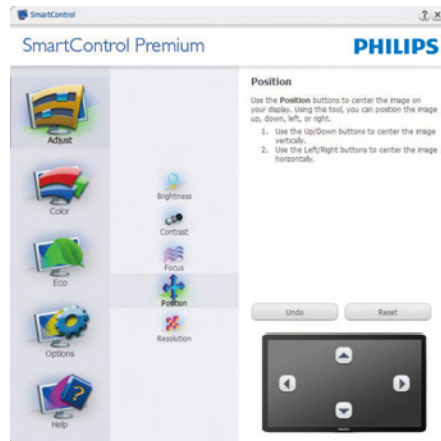 SmartControl
SmartControl Premium
PHILIPS
Adjust
Color
Eco
Options
Help
Brightness
Contrast
Focus
Position
Resolution
Position
Use the Position buttons to center the image on
your display. Using this tool, you can position the image
up, down, left, or right.
1. Use the Up/Down buttons to center the image
vertically.
2. Use the Left/Right buttons to center the image
horizontally.
Undo
Reset